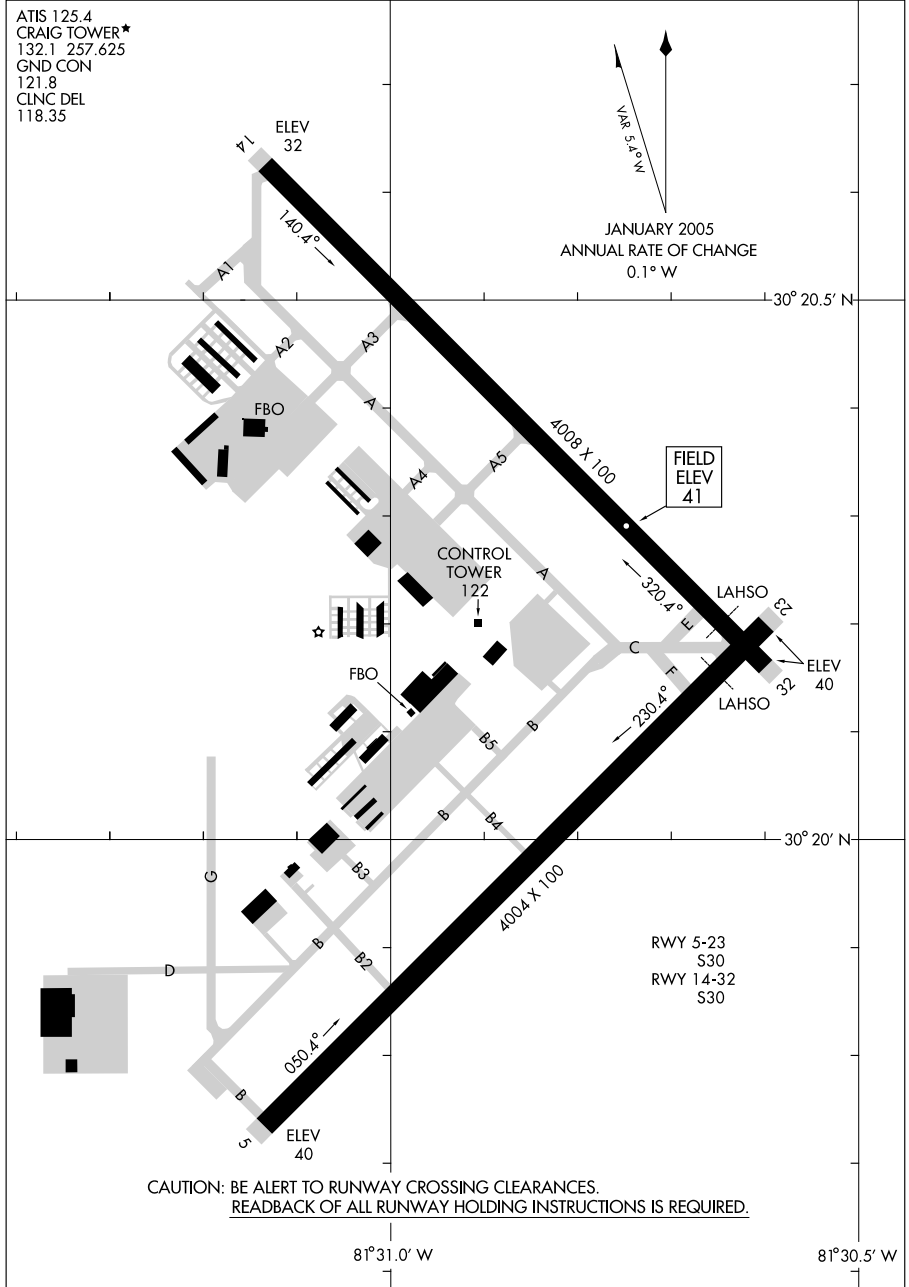 ATIS 125.4
CRAIG TOWER★
132.1 257.625
GND CON
121.8
CLNC DEL
118.35
14
ELEV
32
VAR 5.4° W
JANUARY 2005
ANNUAL RATE OF CHANGE
0.1° W
140.4°
A1
30° 20.5' N
A2
A3
FBO
A
4008 X 100
A4
A5
FIELD
ELEV
41
CONTROL
TOWER
122
A
320.4°
LAHSO
23
E
C
ELEV
40
F
32
LAHSO
FBO
230.4°
B
B5
B
B4
30° 20' N
B3
G
4004 X 100
B
B2
D
RWY 5-23
S30
RWY 14-32
S30
050.4°
B
5
ELEV
40
CAUTION: BE ALERT TO RUNWAY CROSSING CLEARANCES.
READBACK OF ALL RUNWAY HOLDING INSTRUCTIONS IS REQUIRED.
81°31.0' W
81°30.5' W